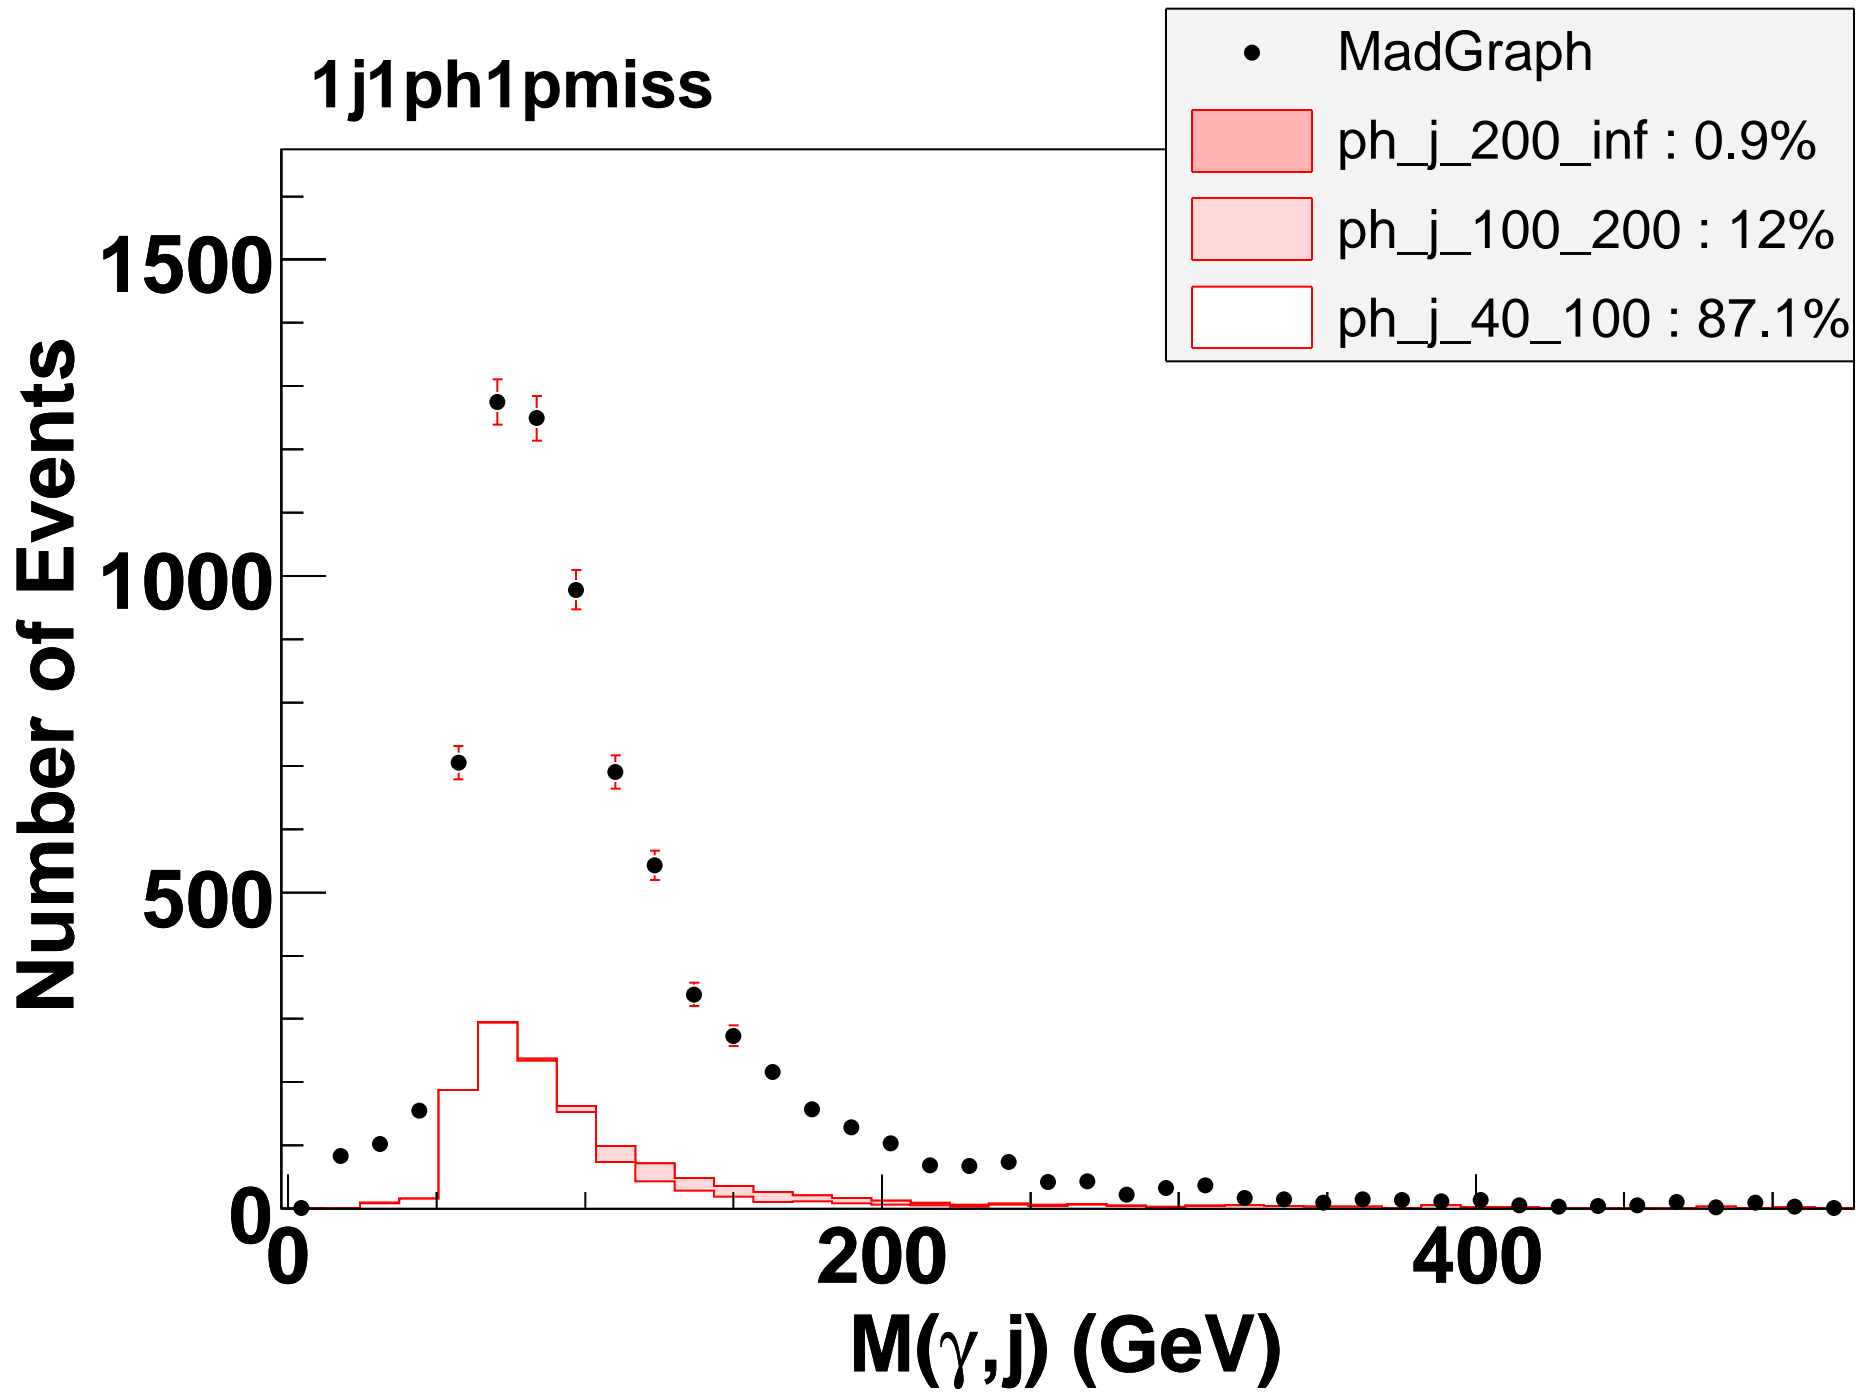 1j1ph1pmiss
MadGraph
ph_j_200_inf : 0.9%
ph_j_100_200 : 12%
ph_j_40_100 : 87.1%
Number of Events
1500
1000
500
0
0
200
400
M(γ,j) (GeV)